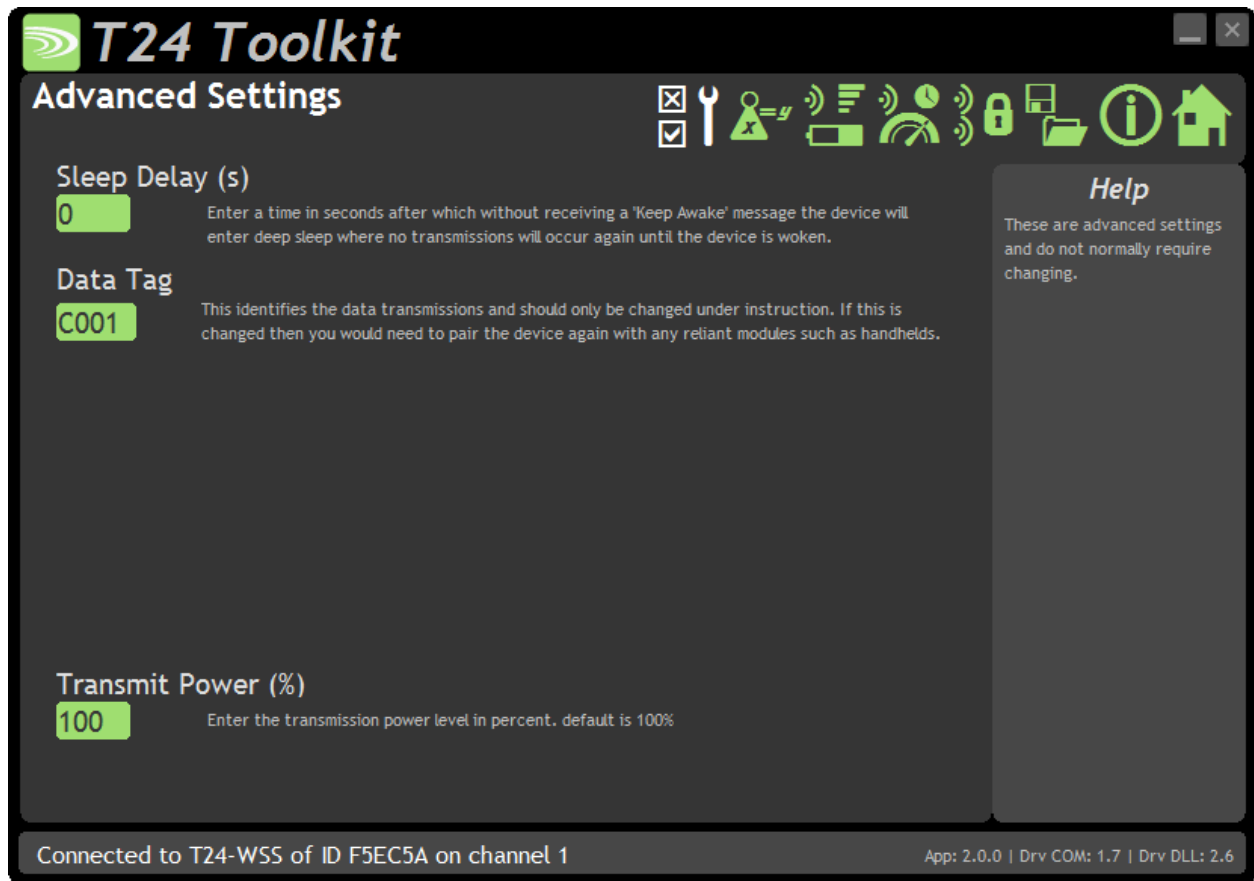 T24 Toolkit
Advanced Settings
x=y
Sleep Delay (s)
0
Enter a time in seconds after which without receiving a 'Keep Awake' message the device will
enter deep sleep where no transmissions will occur again until the device is woken.
Data Tag
C001
This identifies the data transmissions and should only be changed under instruction. If this is
changed then you would need to pair the device again with any reliant modules such as handhelds.
Transmit Power (%)
100
Enter the transmission power level in percent. default is 100%
Help
These are advanced settings
and do not normally require
changing.
Connected to T24-WSS of ID F5EC5A on channel 1
App: 2.0.0 | Drv COM: 1.7 | Drv DLL: 2.6